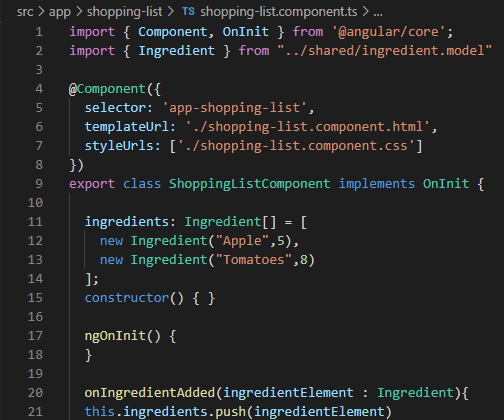 src > app > shopping-list > TS shopping-list.component.ts > ...
1 import { Component, OnInit } from '@angular/core';
2 import { Ingredient } from "../shared/ingredient.model"
3
4 @Component({
5   selector: 'app-shopping-list',
6   templateUrl: './shopping-list.component.html',
7   styleUrls: ['./shopping-list.component.css']
8 })
9 export class ShoppingListComponent implements OnInit {
10
11   ingredients: Ingredient[] = [
12     new Ingredient("Apple",5),
13     new Ingredient("Tomatoes",8)
14   ];
15   constructor() { }
16
17   ngOnInit() {
18   }
19
20   onIngredientAdded(ingredientElement : Ingredient){
21   this.ingredients.push(ingredientElement)